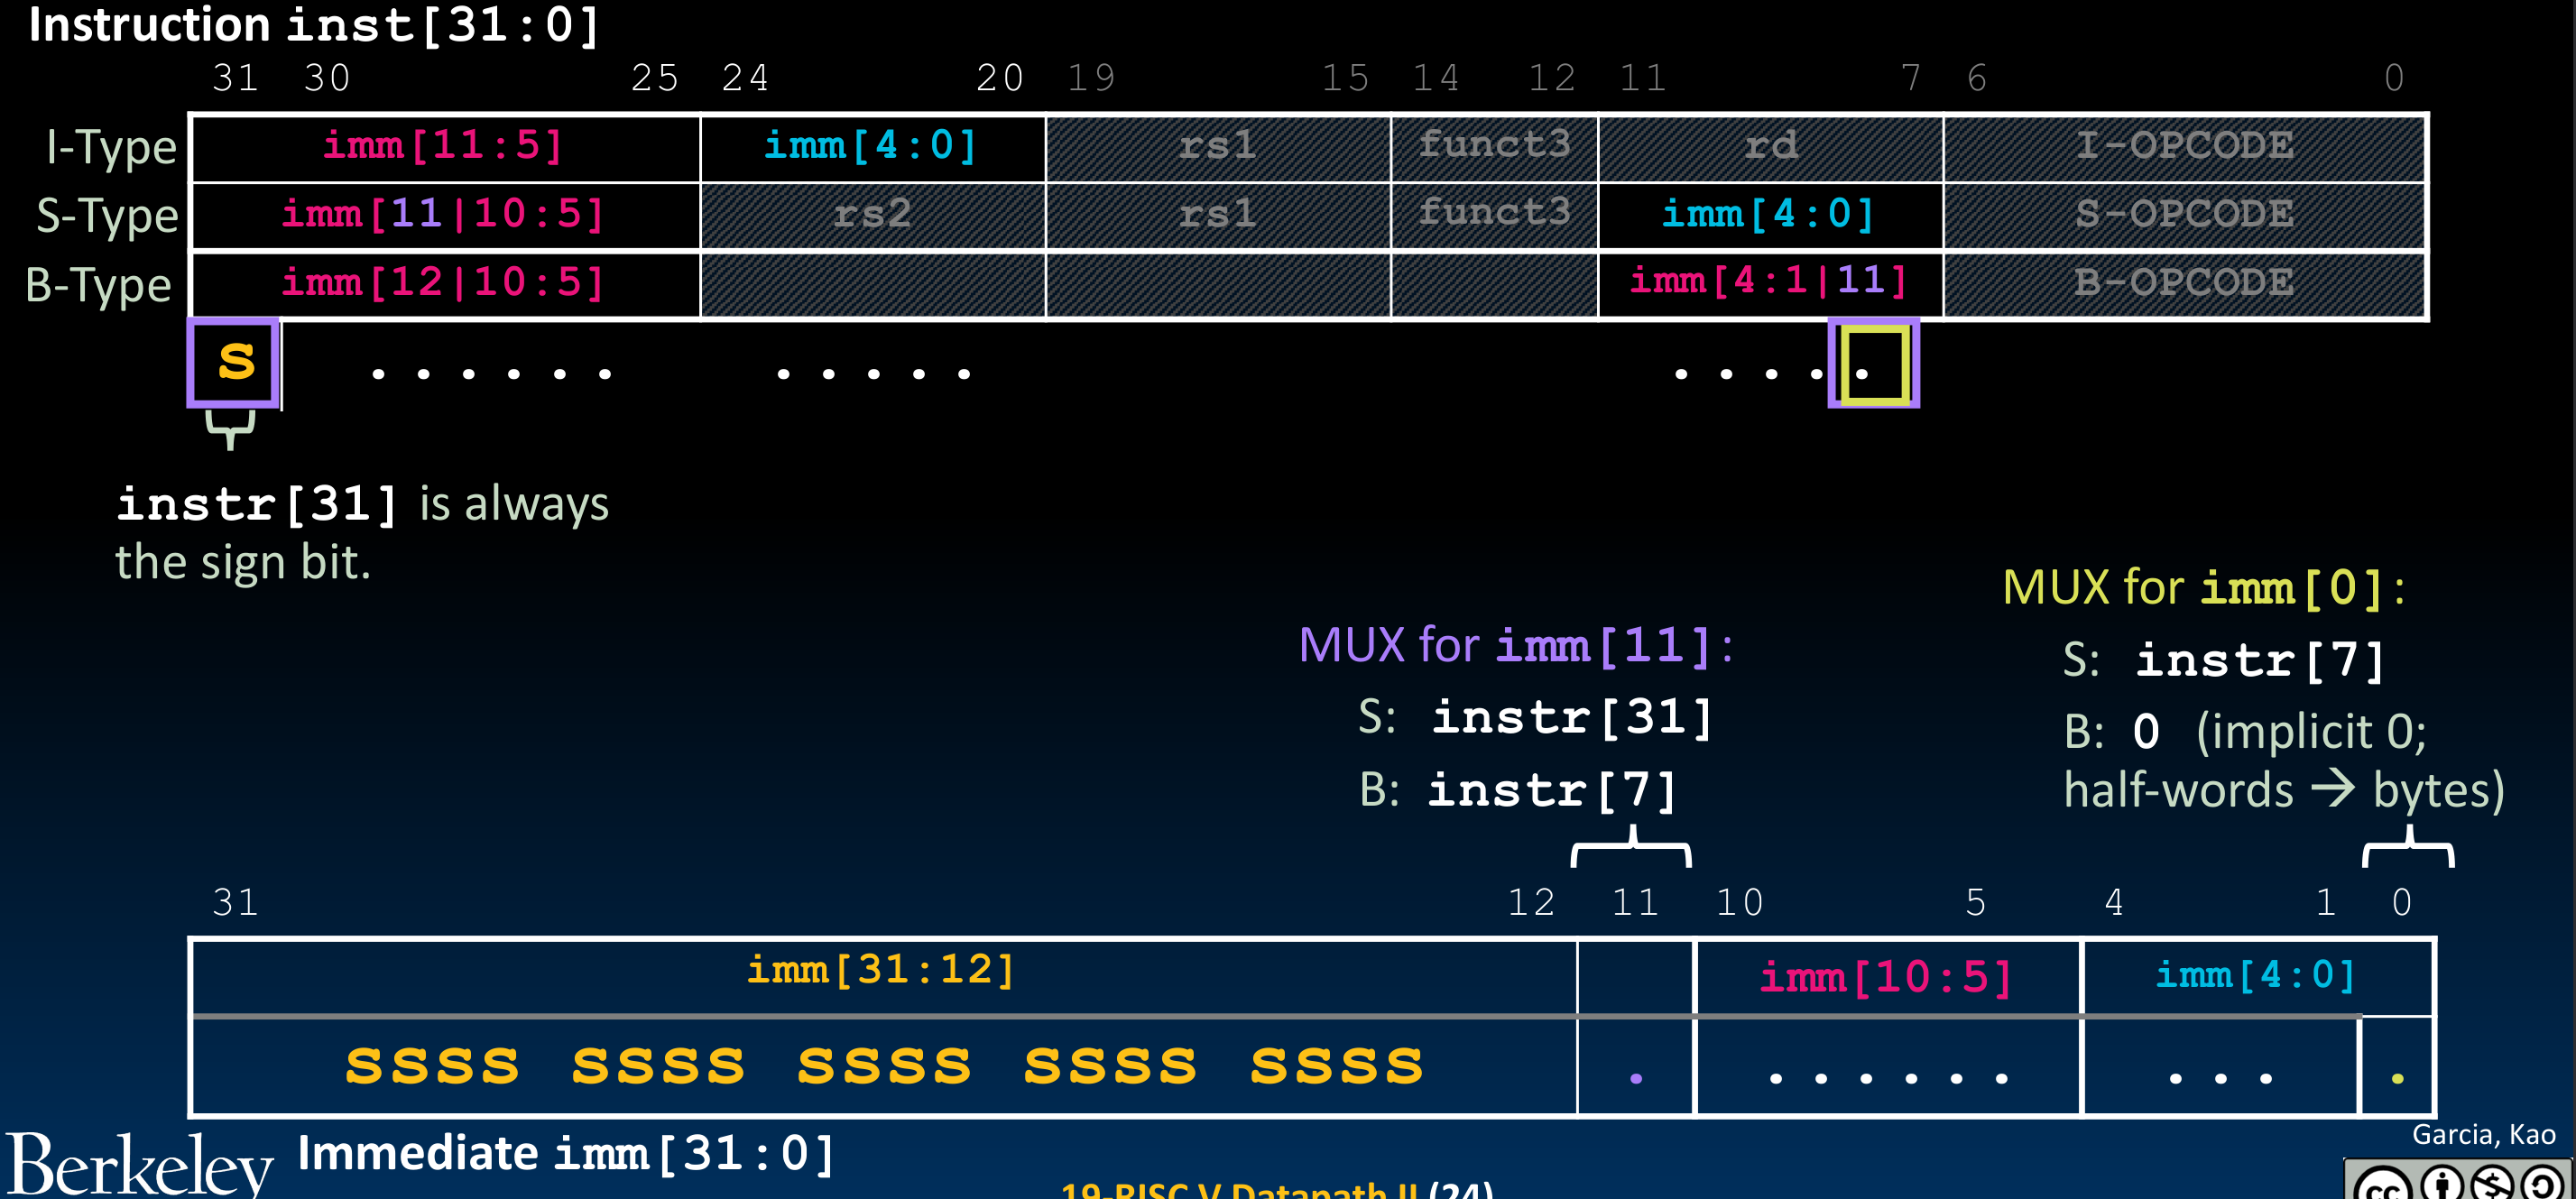 Instruction inst[31:0]
31 30 25 24 20 19 15 14 12 11 7 6 0
I-Type imm[11:5] imm[4:0] rs1 funct3 rd I-OPCODE
S-Type imm[11|10:5] rs2 rs1 funct3 imm[4:0] S-OPCODE
B-Type imm[12|10:5] imm[4:1|11] B-OPCODE
s . . . . . . . . . . . . . . . .
instr[31] is always
the sign bit.
MUX for imm[11]:
S: instr[31]
B: instr[7]
MUX for imm[0]:
S: instr[7]
B: 0 (implicit 0;
half-words → bytes)
31 12 11 10 5 4 1 0
imm[31:12] imm[10:5] imm[4:0]
ssss ssss ssss ssss ssss . . . . . . . . . . .
Immediate imm[31:0]
Berkeley
Garcia, Kao
19-RISC V Datapath II (24)
cc